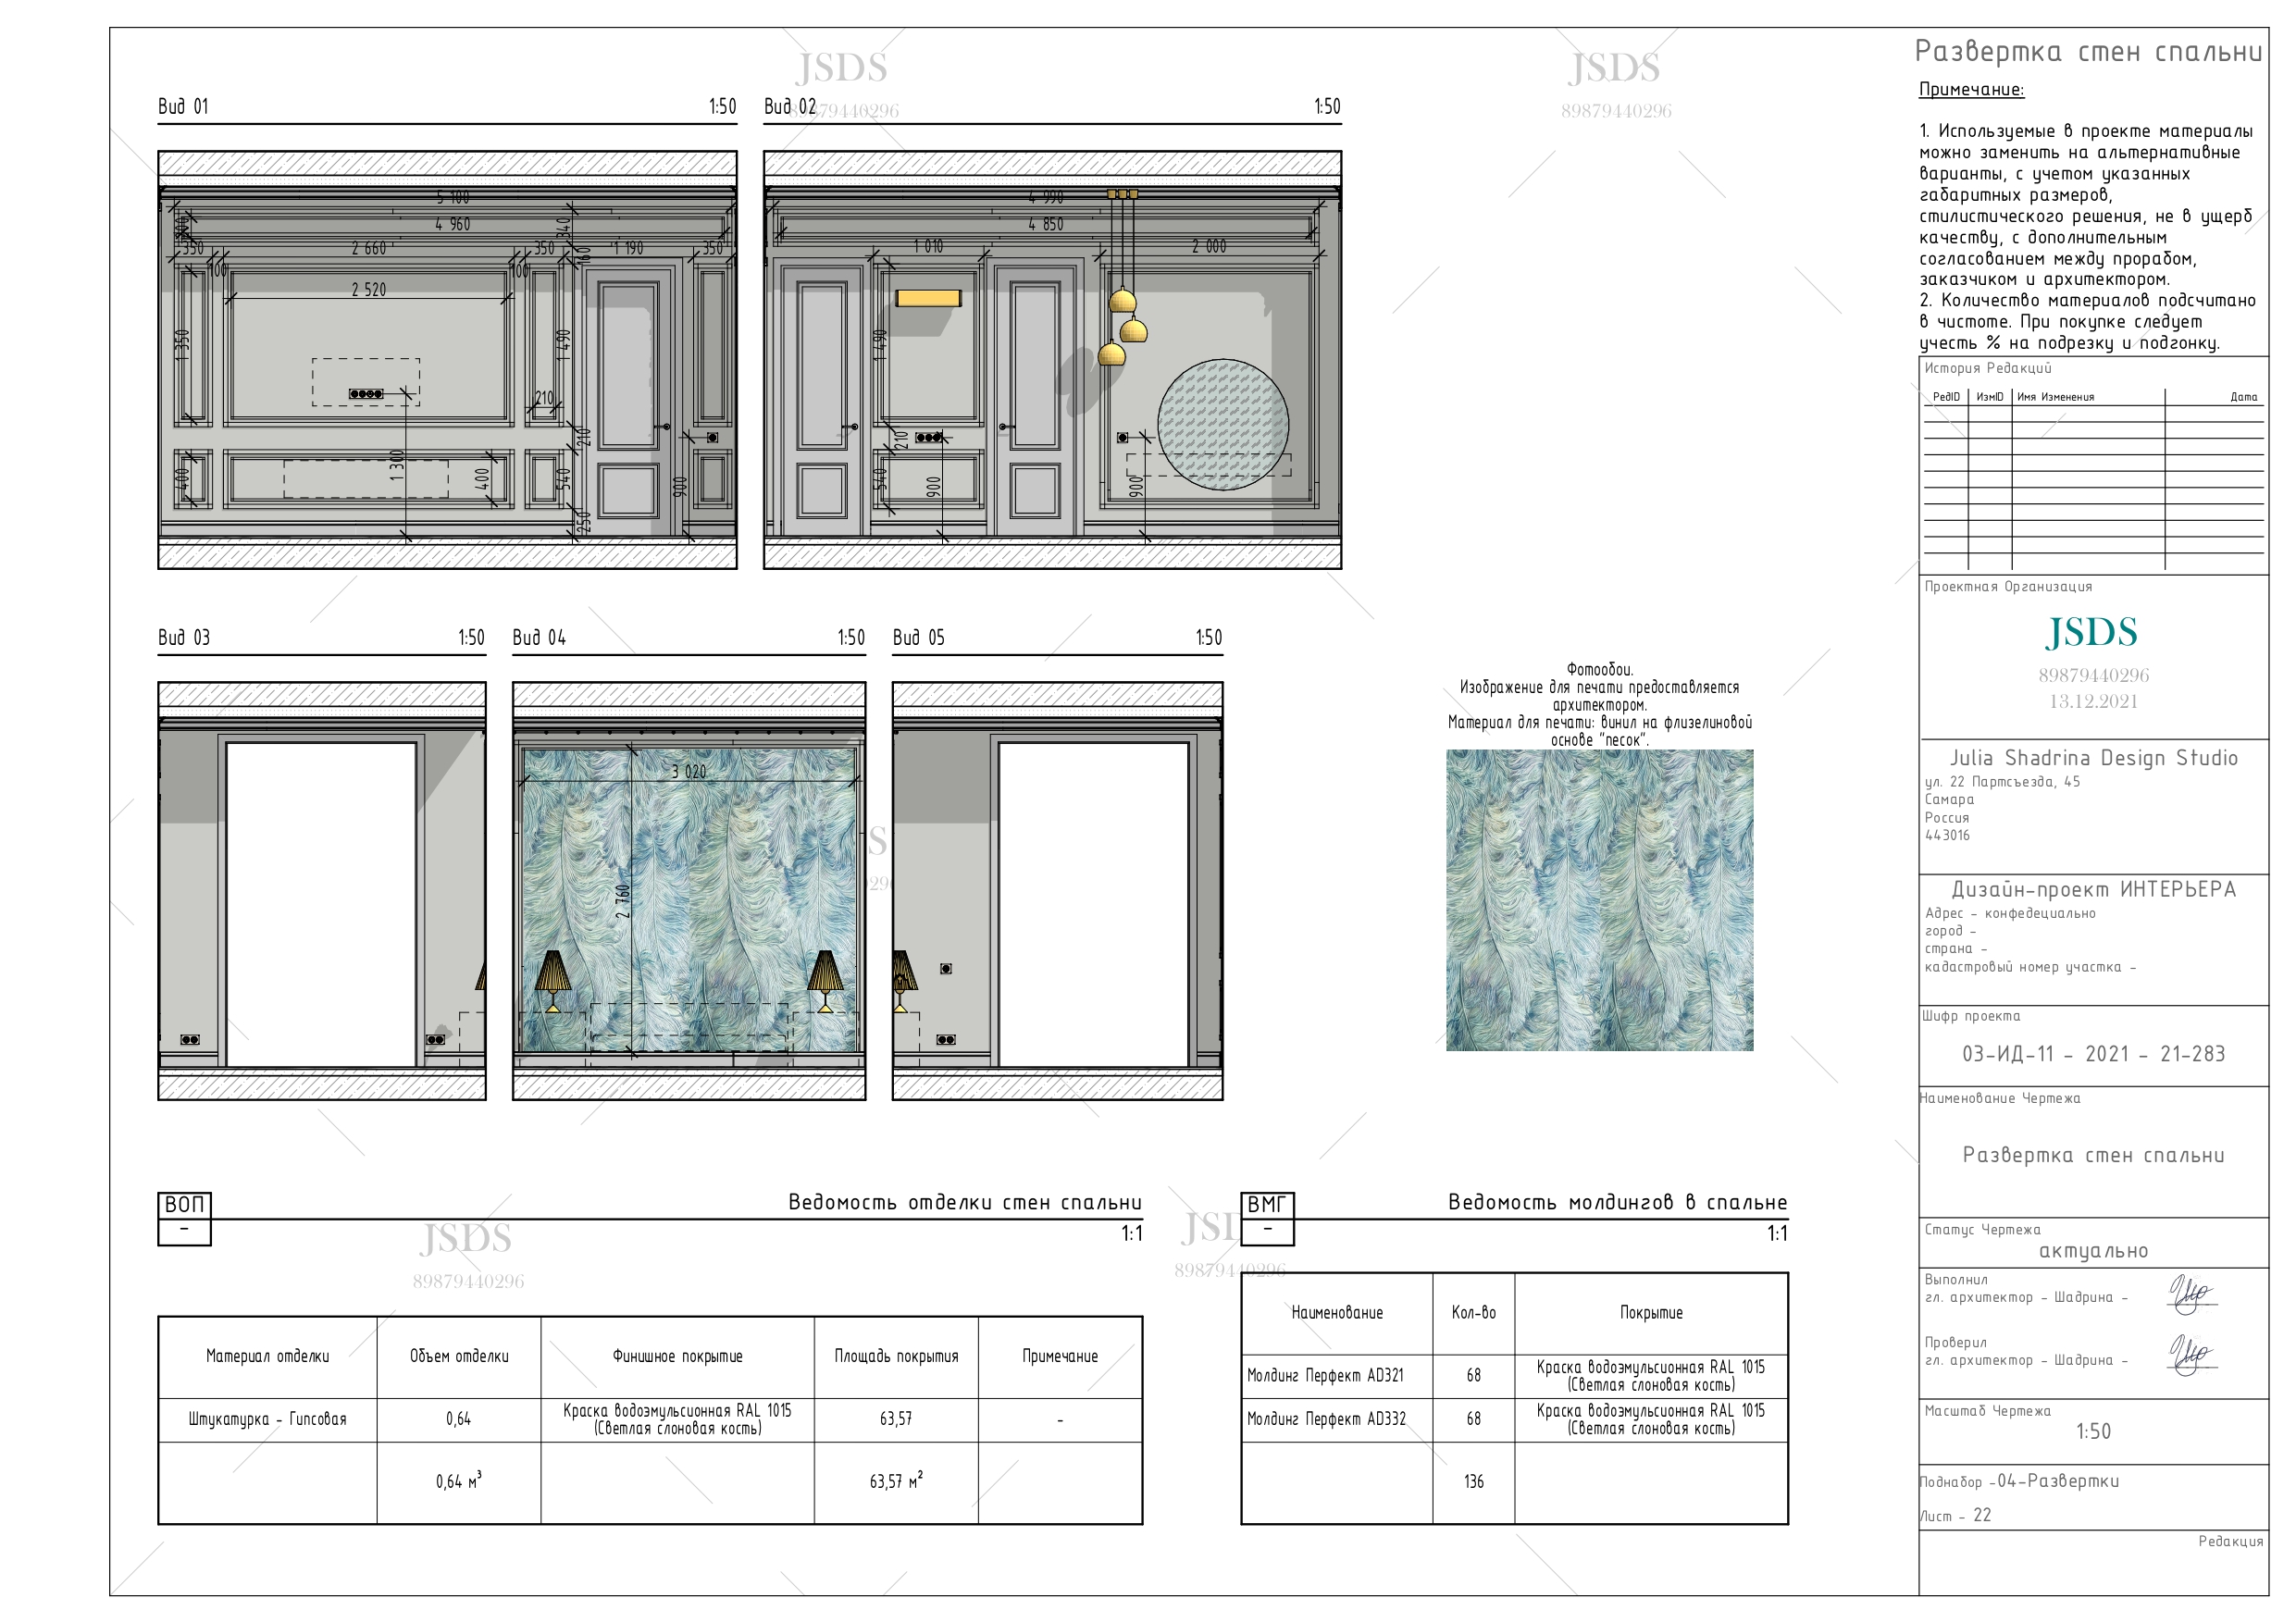 Развертка стен спальни
Примечание:
1. Используемые в проекте материалы
можно заменить на альтернативные
варианты, с учетом указанных
габаритных размеров,
стилистического решения, не в ущерб
качеству, с дополнительным
согласованием между прорабом,
заказчиком и архитектором.
2. Количество материалов подсчитано
в чистоте. При покупке следует
учесть % на подрезку и подгонку.
JSDS
89879440296
JSDS
89879440296
Вид 01 1:50
Вид 02 1:50
5 100
4 960
350 2 660 350 1 190 350
100 100
2 520
340
160
1 350
1 490
210
210
400
1 300
400
540
250
900
4 990
4 850
1 010 2 000
1 490
210
540
900
900
Вид 03 1:50
Вид 04 1:50
Вид 05 1:50
3 020
2 760
Фотообои.
Изображение для печати предоставляется
архитектором.
Материал для печати: винил на флизелиновой
основе "песок".
ВОП
-
Ведомость отделки стен спальни
1:1
JSDS
89879440296
Материал отделки Объем отделки Финишное покрытие Площадь покрытия Примечание
Штукатурка - Гипсовая 0,64 Краска водоэмульсионная RAL 1015 (Светлая слоновая кость) 63,57 -
0,64 м³ 63,57 м²
ВМГ
-
Ведомость молдингов в спальне
1:1
89879440296
Наименование Кол-во Покрытие
Молдинг Перфект AD321 68 Краска водоэмульсионная RAL 1015 (Светлая слоновая кость)
Молдинг Перфект AD332 68 Краска водоэмульсионная RAL 1015 (Светлая слоновая кость)
136
История Редакций
РедID ИзмID Имя Изменения Дата
Проектная Организация
JSDS
89879440296
13.12.2021
Julia Shadrina Design Studio
ул. 22 Партсъезда, 45
Самара
Россия
443016
Дизайн-проект ИНТЕРЬЕРА
Адрес - конфедециально
город -
страна -
кадастровый номер участка -
Шифр проекта
03-ИД-11 - 2021 - 21-283
Наименование Чертежа
Развертка стен спальни
Статус Чертежа
актуально
Выполнил
гл. архитектор - Шадрина -
Проверил
гл. архитектор - Шадрина -
Масштаб Чертежа
1:50
Поднабор -04-Развертки
Лист - 22
Редакция